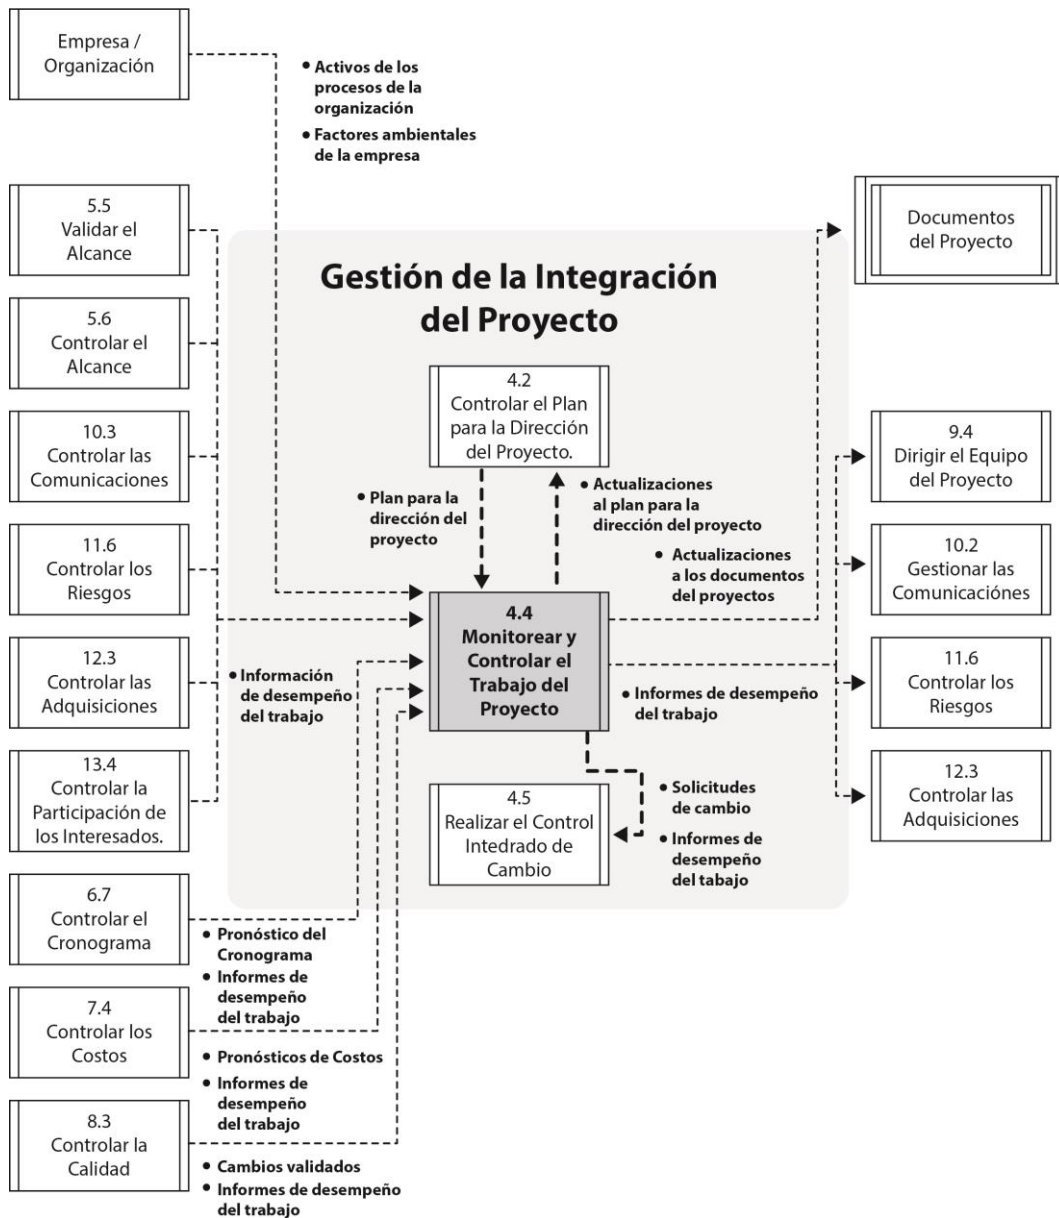 Empresa /
Organización
• Activos de los
procesos de la
organización
• Factores ambientales
de la empresa
5.5
Validar el
Alcance
5.6
Controlar el
Alcance
10.3
Controlar las
Comunicaciones
11.6
Controlar los
Riesgos
12.3
Controlar las
Adquisiciones
13.4
Controlar la
Participación de
los Interesados.
6.7
Controlar el
Cronograma
7.4
Controlar los
Costos
8.3
Controlar la
Calidad
Gestión de la Integración
del Proyecto
4.2
Controlar el Plan
para la Dirección
del Proyecto.
• Plan para la
dirección del
proyecto
• Actualizaciones
al plan para la
dirección del proyecto
• Actualizaciones
a los documentos
del proyectos
4.4
Monitorear y
Controlar el
Trabajo del
Proyecto
• Información
de desempeño
del trabajo
• Informes de desempeño
del trabajo
4.5
Realizar el Control
Intedrado de
Cambio
• Solicitudes
de cambio
• Informes de
desempeño
del tabajo
• Pronóstico del
Cronograma
• Informes de
desempeño
del trabajo
• Pronósticos de Costos
• Informes de
desempeño
del trabajo
• Cambios validados
• Informes de desempeño
del trabajo
Documentos
del Proyecto
9.4
Dirigir el Equipo
del Proyecto
10.2
Gestionar las
Comunicaciónes
11.6
Controlar los
Riesgos
12.3
Controlar las
Adquisiciones